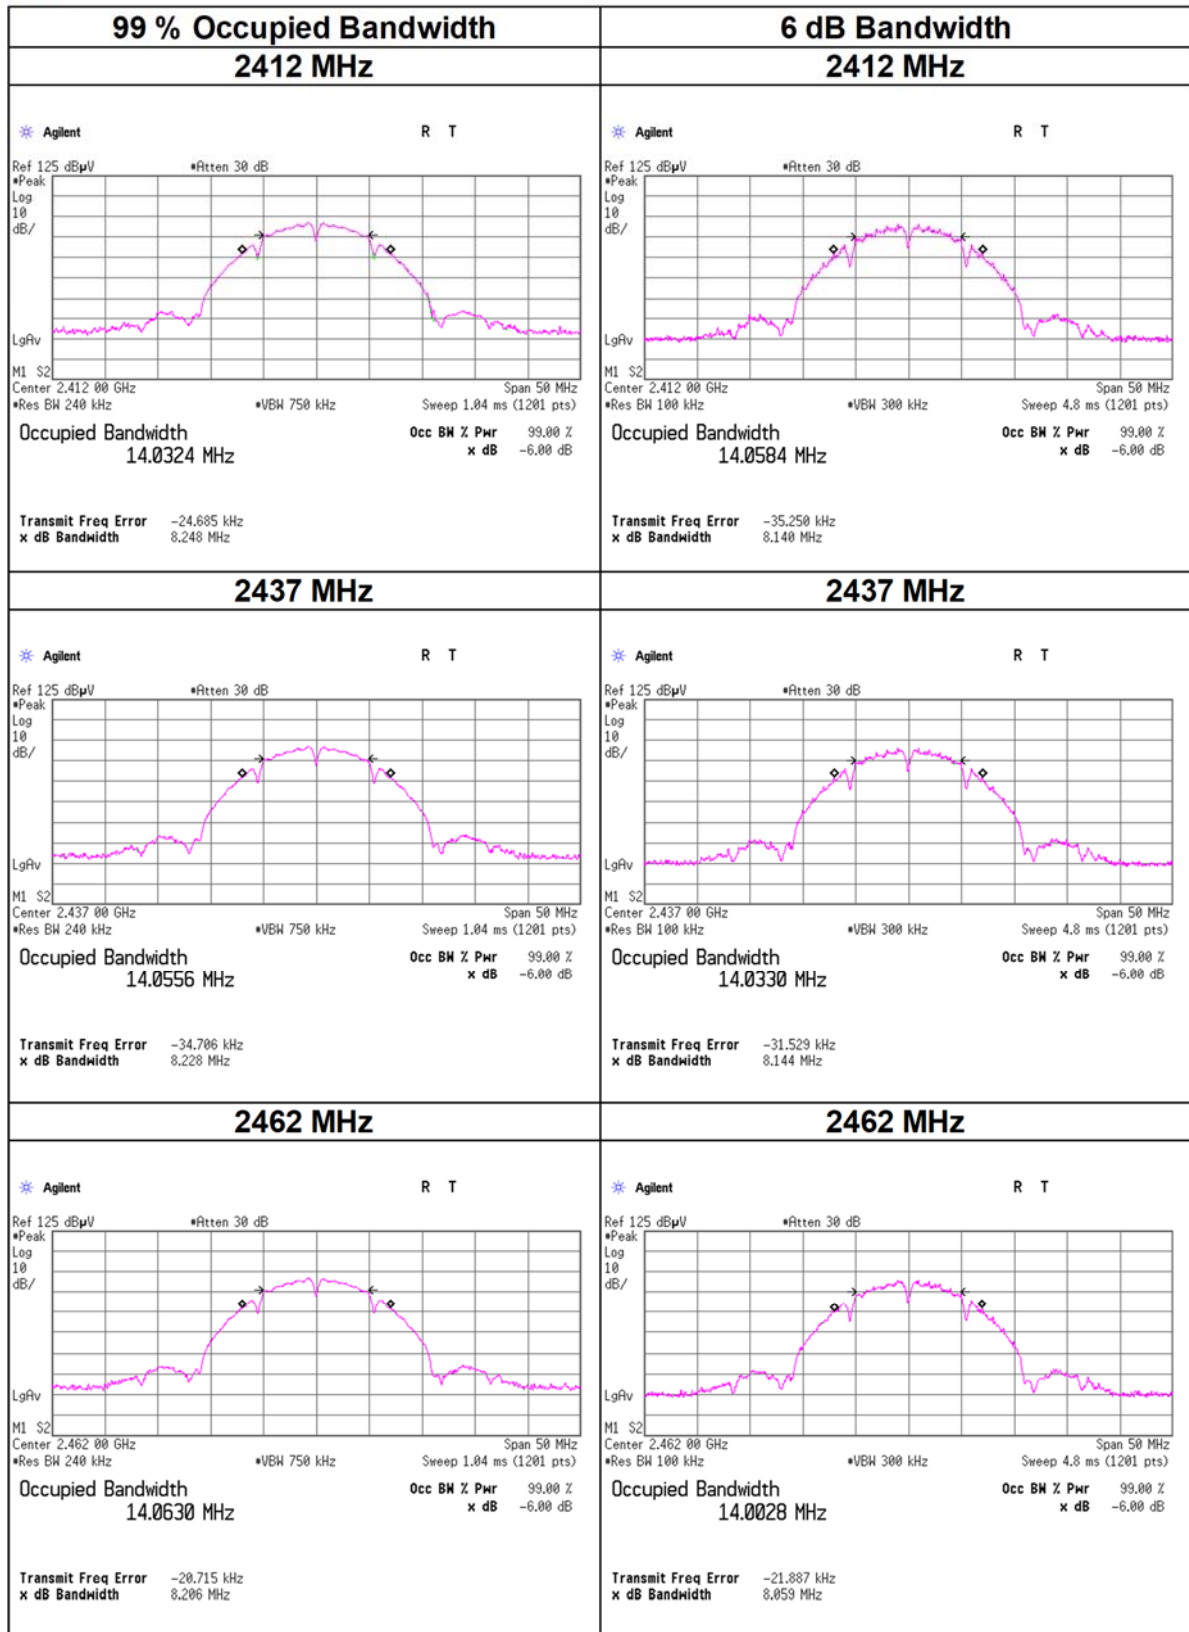 99 % Occupied Bandwidth
6 dB Bandwidth
2412 MHz
2412 MHz
Agilent
R T
Ref 125 dBµV
*Atten 30 dB
*Peak
Log
10
dB/
LgAv
M1 S2
Center 2.412 00 GHz
Span 50 MHz
*Res BW 240 kHz
*VBW 750 kHz
Sweep 1.04 ms (1201 pts)
Occupied Bandwidth
14.0324 MHz
Occ BW % Pwr 99.00 %
x dB -6.00 dB
Transmit Freq Error -24.685 kHz
x dB Bandwidth 8.248 MHz
Agilent
R T
Ref 125 dBµV
*Atten 30 dB
*Peak
Log
10
dB/
LgAv
M1 S2
Center 2.412 00 GHz
Span 50 MHz
*Res BW 100 kHz
*VBW 300 kHz
Sweep 4.8 ms (1201 pts)
Occupied Bandwidth
14.0584 MHz
Occ BW % Pwr 99.00 %
x dB -6.00 dB
Transmit Freq Error -35.250 kHz
x dB Bandwidth 8.140 MHz
2437 MHz
2437 MHz
Agilent
R T
Ref 125 dBµV
*Atten 30 dB
*Peak
Log
10
dB/
LgAv
M1 S2
Center 2.437 00 GHz
Span 50 MHz
*Res BW 240 kHz
*VBW 750 kHz
Sweep 1.04 ms (1201 pts)
Occupied Bandwidth
14.0556 MHz
Occ BW % Pwr 99.00 %
x dB -6.00 dB
Transmit Freq Error -34.706 kHz
x dB Bandwidth 8.228 MHz
Agilent
R T
Ref 125 dBµV
*Atten 30 dB
*Peak
Log
10
dB/
LgAv
M1 S2
Center 2.437 00 GHz
Span 50 MHz
*Res BW 100 kHz
*VBW 300 kHz
Sweep 4.8 ms (1201 pts)
Occupied Bandwidth
14.0330 MHz
Occ BW % Pwr 99.00 %
x dB -6.00 dB
Transmit Freq Error -31.529 kHz
x dB Bandwidth 8.144 MHz
2462 MHz
2462 MHz
Agilent
R T
Ref 125 dBµV
*Atten 30 dB
*Peak
Log
10
dB/
LgAv
M1 S2
Center 2.462 00 GHz
Span 50 MHz
*Res BW 240 kHz
*VBW 750 kHz
Sweep 1.04 ms (1201 pts)
Occupied Bandwidth
14.0630 MHz
Occ BW % Pwr 99.00 %
x dB -6.00 dB
Transmit Freq Error -20.715 kHz
x dB Bandwidth 8.206 MHz
Agilent
R T
Ref 125 dBµV
*Atten 30 dB
*Peak
Log
10
dB/
LgAv
M1 S2
Center 2.462 00 GHz
Span 50 MHz
*Res BW 100 kHz
*VBW 300 kHz
Sweep 4.8 ms (1201 pts)
Occupied Bandwidth
14.0028 MHz
Occ BW % Pwr 99.00 %
x dB -6.00 dB
Transmit Freq Error -21.887 kHz
x dB Bandwidth 8.059 MHz